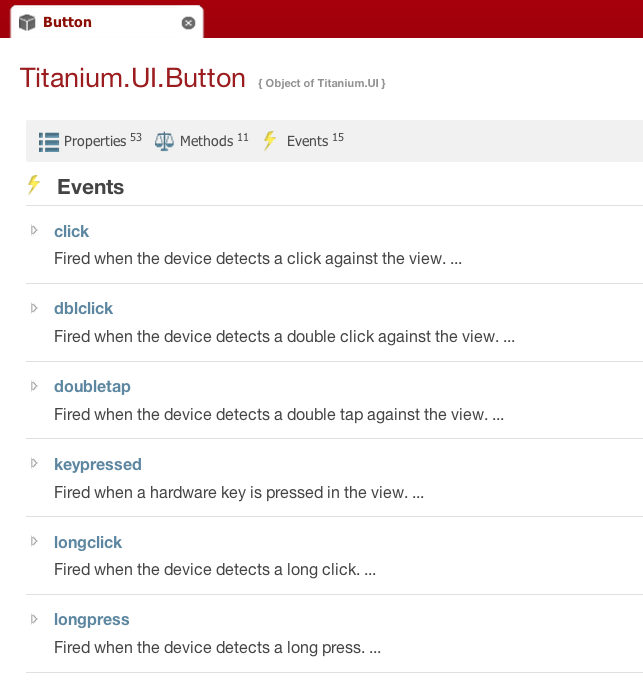 Button
Titanium.UI.Button { Object of Titanium.UI }
Properties 53 Methods 11 Events 15
Events
click
Fired when the device detects a click against the view. ...
dblclick
Fired when the device detects a double click against the view. ...
doubletap
Fired when the device detects a double tap against the view. ...
keypressed
Fired when a hardware key is pressed in the view. ...
longclick
Fired when the device detects a long click. ...
longpress
Fired when the device detects a long press. ...